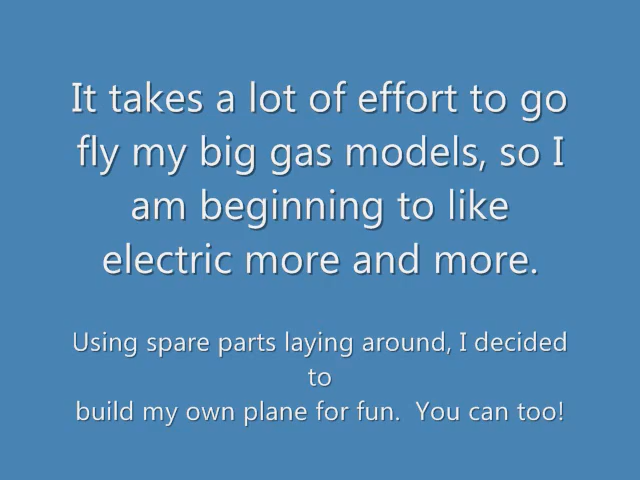 It takes a lot of effort to go
fly my big gas models, so I
am beginning to like
electric more and more.
Using spare parts laying around, I decided
to
build my own plane for fun.  You can too!